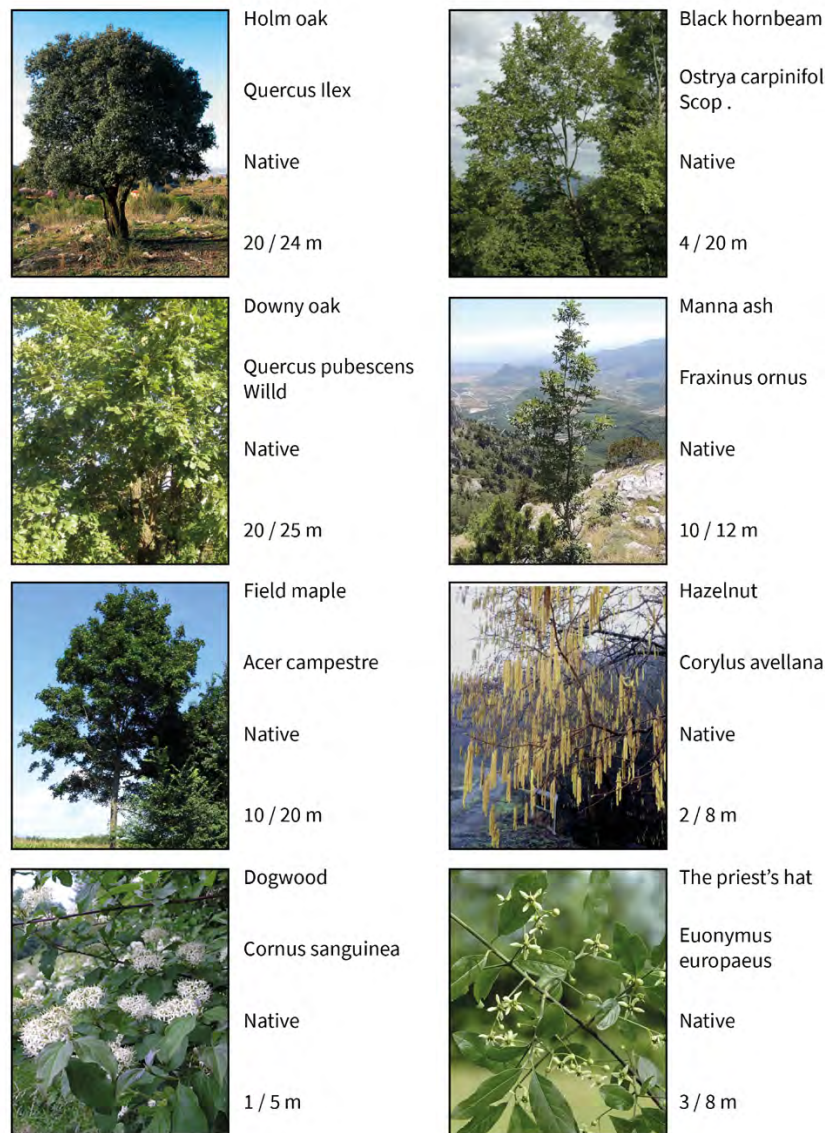 Holm oak
Quercus Ilex
Native
20 / 24 m
Black hornbeam
Ostrya carpinifol
Scop .
Native
4 / 20 m
Downy oak
Quercus pubescens
Willd
Native
20 / 25 m
Manna ash
Fraxinus ornus
Native
10 / 12 m
Field maple
Acer campestre
Native
10 / 20 m
Hazelnut
Corylus avellana
Native
2 / 8 m
Dogwood
Cornus sanguinea
Native
1 / 5 m
The priest's hat
Euonymus
europaeus
Native
3 / 8 m